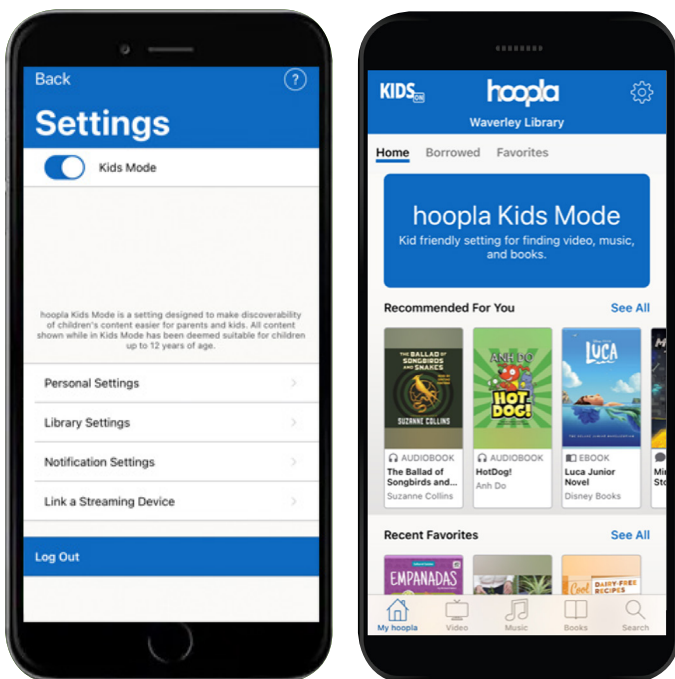 Back
?
Settings
Kids Mode
hoopla Kids Mode is a setting designed to make discoverability
of children's content easier for parents and kids. All content
shown while in Kids Mode has been deemed suitable for children
up to 12 years of age.
Personal Settings
Library Settings
Notification Settings
Link a Streaming Device
Log Out
KIDS ON
hoopla
Waverley Library
Home Borrowed Favorites
hoopla Kids Mode
Kid friendly setting for finding video, music,
and books.
Recommended For You See All
THE BALLAD OF
SONGBIRDS
AND SNAKES
SUZANNE COLLINS
AUDIOBOOK
The Ballad of
Songbirds and...
Suzanne Collins
ANH DO
HOT
DOG!
AUDIOBOOK
HotDog!
Anh Do
LUCA
EBOOK
Luca Junior
Novel
Disney Books
Recent Favorites See All
EMPANADAS
Cool DAIRY-FREE
RECIPES
My hoopla Video Music Books Search